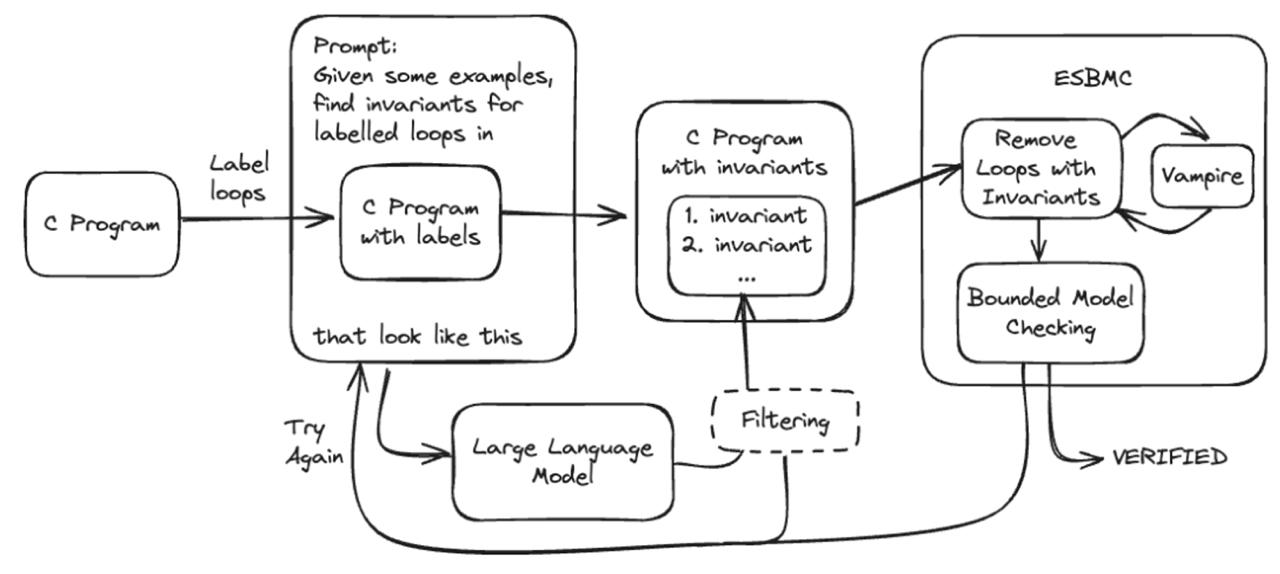 Prompt:
Given some examples,
find invariants for
labelled loops in
C Program
Label
loops
C Program
with labels
that look like this
C Program
with invariants
1. invariant
2. invariant
...
ESBMC
Remove
Loops with
Invariants
Vampire
Bounded Model
Checking
Try
Again
Large Language
Model
Filtering
VERIFIED